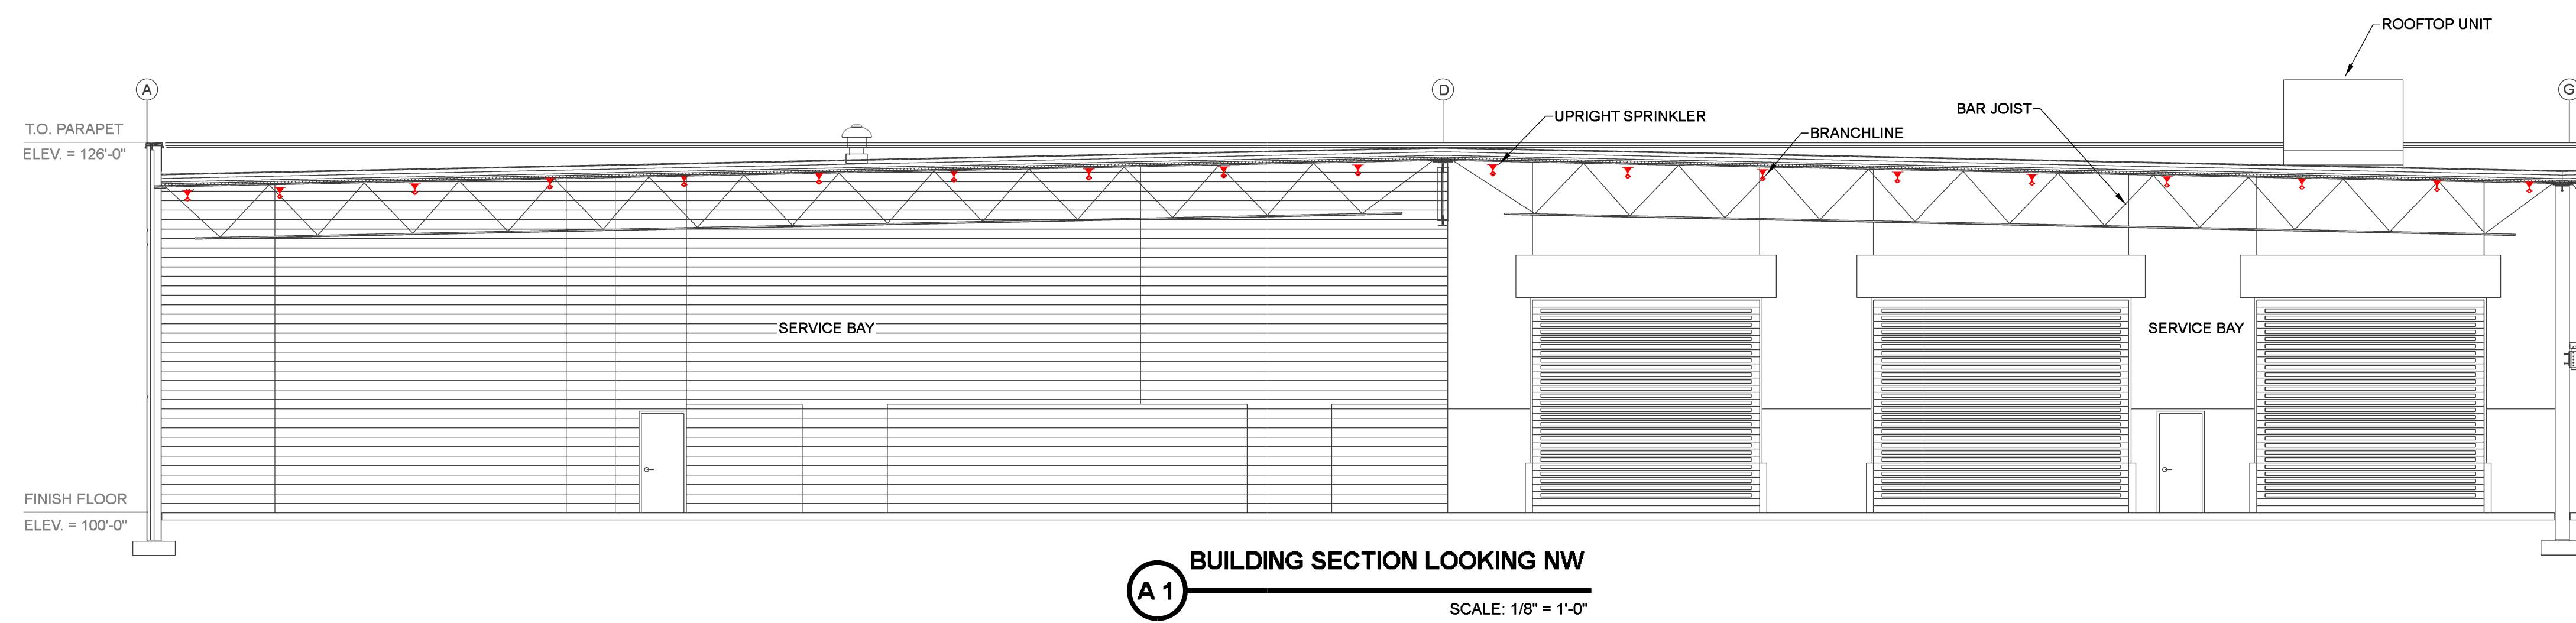 ROOFTOP UNIT
A
D
G
BAR JOIST
UPRIGHT SPRINKLER
T.O. PARAPET
BRANCHLINE
ELEV. = 126'-0"
SERVICE BAY
SERVICE BAY
FINISH FLOOR
ELEV. = 100'-0"
BUILDING SECTION LOOKING NW
A 1
SCALE: 1/8" = 1'-0"